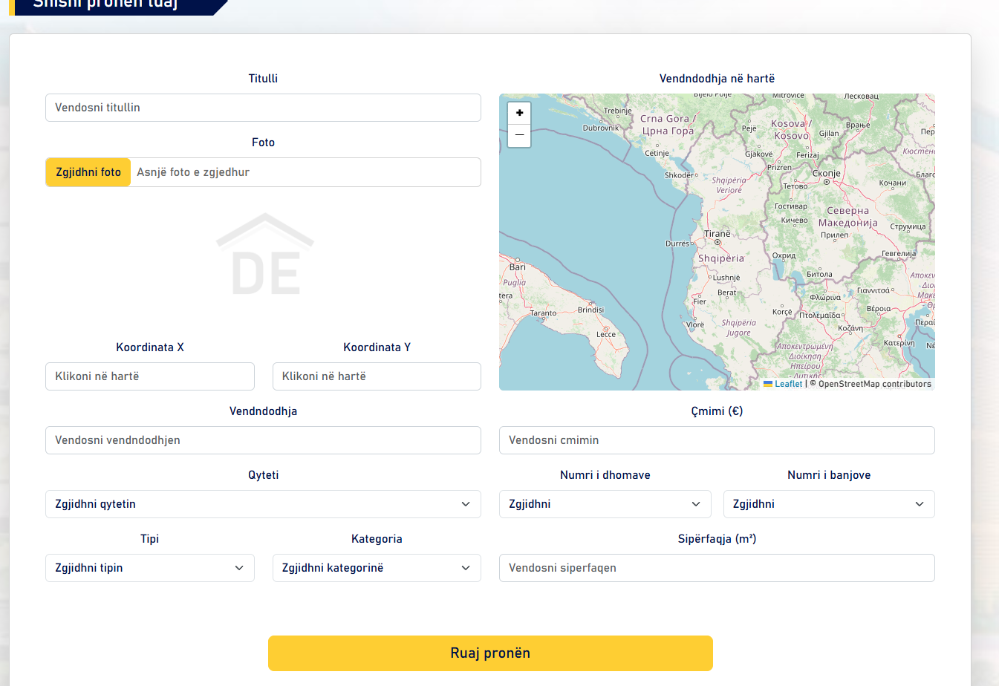 Shisni pronën tuaj
Titulli
Vendosni titullin
Foto
Zgjidhni foto
Asnjë foto e zgjedhur
DE
Koordinata X
Koordinata Y
Klikoni në hartë
Klikoni në hartë
Vendndodhja në hartë
+
−
Bijelo Polje
Mitrovicë
Лесковац
Trebinje
Dubrovnik
Crna Gora /
Црна Гора
Pejë
Kosova /
Kosovo
Gjilan
Врање
Cetinje
Gjakovë
Ferizaj
Shkodër
Prizren
Скопје
Тетово
Кочани
Shqipëria
Veriore
Гостивар
Кичево
Северна
Македонија
Струмица
Tiranë
Прилеп
Durrës
Shqipëria
Охрид
Гевгелија
Bari
Puglia
Lushnjë
Битола
Berat
Fier
Φλώρινα
Γιαννιτσά
Taranto
Brindisi
Korçë
Πτολεμαΐδα
Βέροια
Vlorë
Shqipëria
Jugore
Κοζάνη
Lecce
Κατερίνη
Αποκεντρωμένη
Διοίκηση
Ηπείρου
Leaflet | © OpenStreetMap contributors
Vendndodhja
Vendosni vendndodhjen
Çmimi (€)
Vendosni cmimin
Qyteti
Zgjidhni qytetin
Numri i dhomave
Zgjidhni
Numri i banjove
Zgjidhni
Tipi
Zgjidhni tipin
Kategoria
Zgjidhni kategorinë
Sipërfaqja (m²)
Vendosni siperfaqen
Ruaj pronën